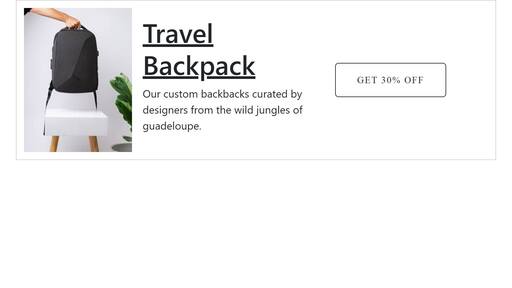 Travel
Backpack
Our custom backbacks curated by
designers from the wild jungles of
guadeloupe.
GET 30% OFF